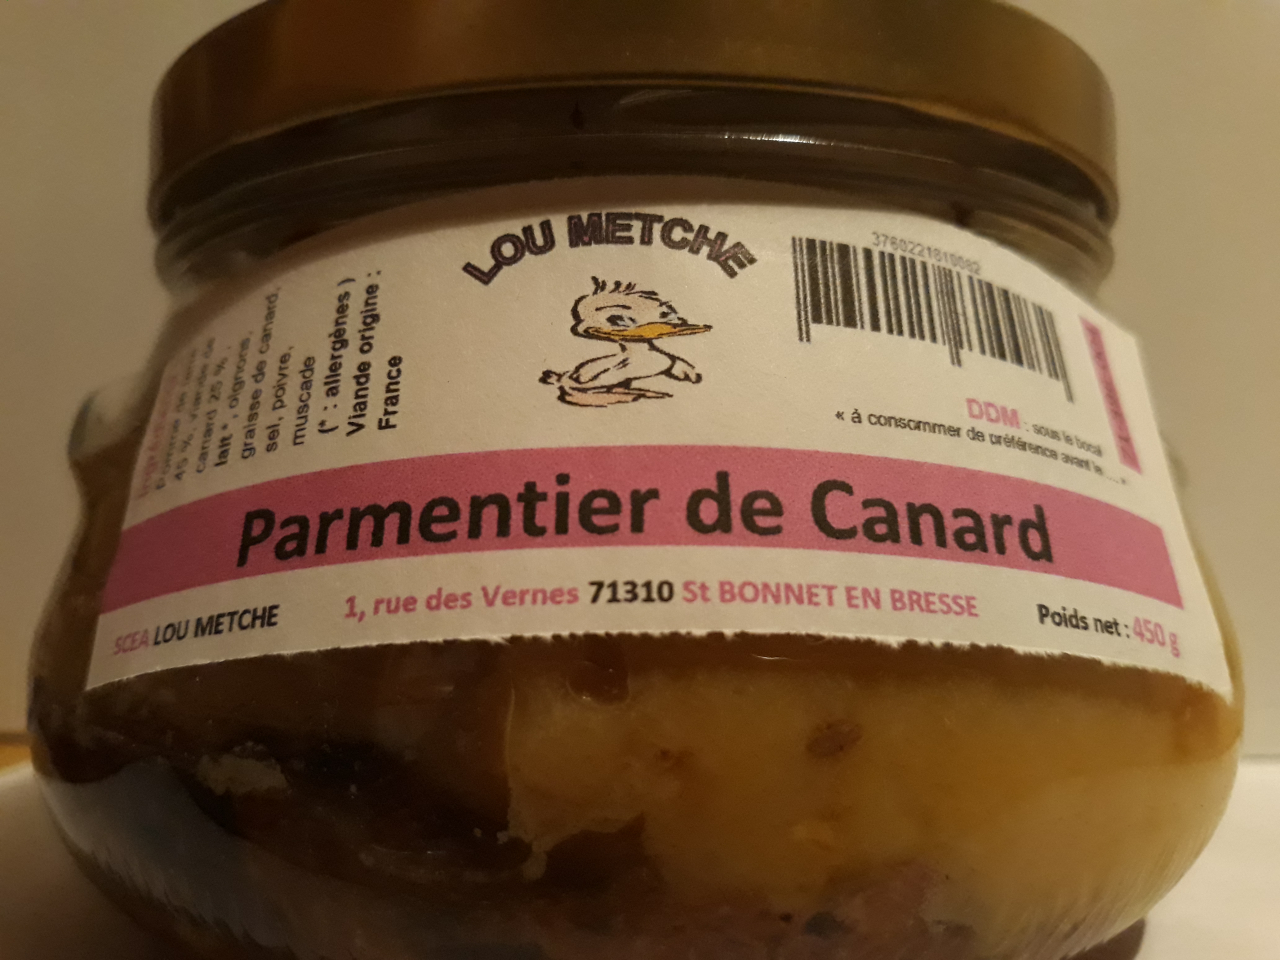 LOU METCHE
3760221810082
pomme de terre
45 %, viande de
canard 25 %,
lait *, oignons,
graisse de canard,
sel, poivre,
muscade
(* : allergènes )
Viande origine :
France
DDM : sous le bocal
« à consommer de préférence avant le .... »
Parmentier de Canard
SCEA LOU METCHE
1, rue des Vernes 71310 St BONNET EN BRESSE
Poids net : 450 g